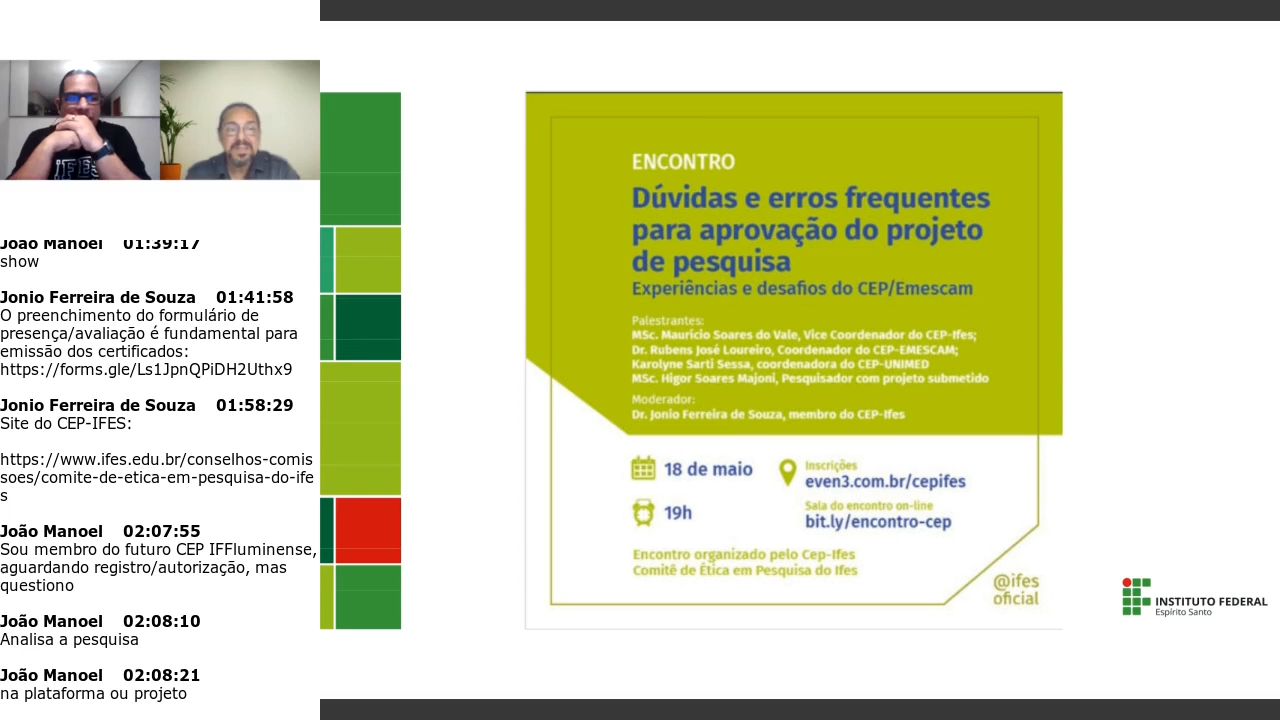 João Manoel 01:39:17
show
Jonio Ferreira de Souza 01:41:58
O preenchimento do formulário de
presença/avaliação é fundamental para
emissão dos certificados:
https://forms.gle/Ls1JpnQPiDH2Uthx9
Jonio Ferreira de Souza 01:58:29
Site do CEP-IFES:
https://www.ifes.edu.br/conselhos-comis
soes/comite-de-etica-em-pesquisa-do-ife
s
João Manoel 02:07:55
Sou membro do futuro CEP IFFluminense,
aguardando registro/autorização, mas
questiono
João Manoel 02:08:10
Analisa a pesquisa
João Manoel 02:08:21
na plataforma ou projeto
IFES
ENCONTRO
Dúvidas e erros frequentes
para aprovação do projeto
de pesquisa
Experiências e desafios do CEP/Emescam
Palestrantes:
MSc. Maurício Soares do Vale, Vice Coordenador do CEP-Ifes;
Dr. Rubens José Loureiro, Coordenador do CEP-EMESCAM;
Karolyne Sarti Sessa, coordenadora do CEP-UNIMED
MSc. Higor Soares Majoni, Pesquisador com projeto submetido
Moderador:
Dr. Jonio Ferreira de Souza, membro do CEP-Ifes
18 de maio
19h
Inscrições
even3.com.br/cepifes
Sala do encontro on-line
bit.ly/encontro-cep
Encontro organizado pelo Cep-Ifes
Comitê de Ética em Pesquisa do Ifes
@ifes
oficial
INSTITUTO FEDERAL
Espírito Santo